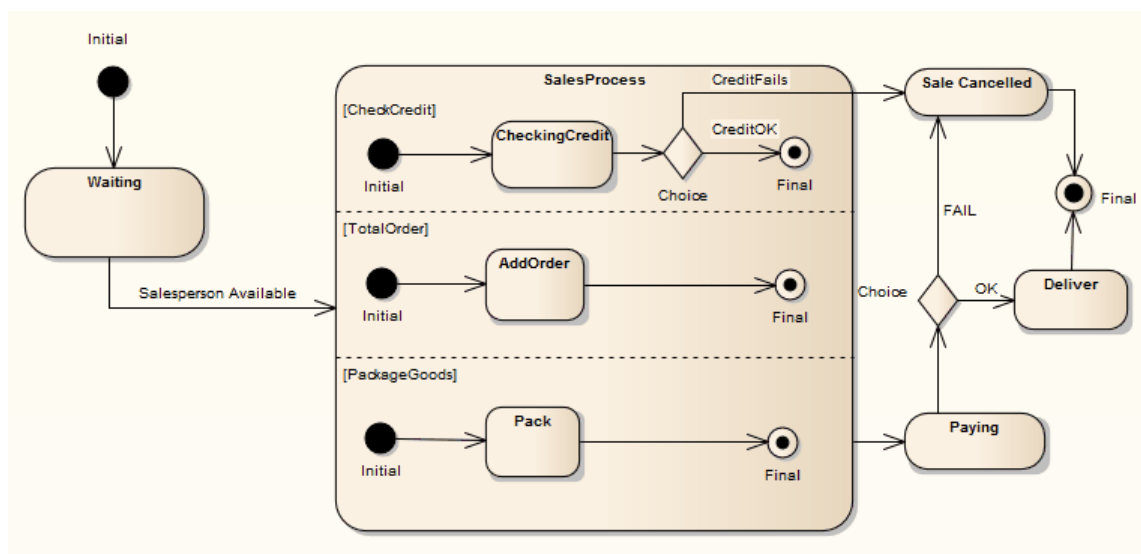 Initial
SalesProcess
CreditFails
Sale Cancelled
[CheckCredit]
CheckingCredit
CreditOK
Initial
Choice
Final
Waiting
Final
FAIL
[TotalOrder]
AddOrder
Salesperson Available
Initial
Final
Choice
OK
Deliver
[PackageGoods]
Pack
Paying
Initial
Final